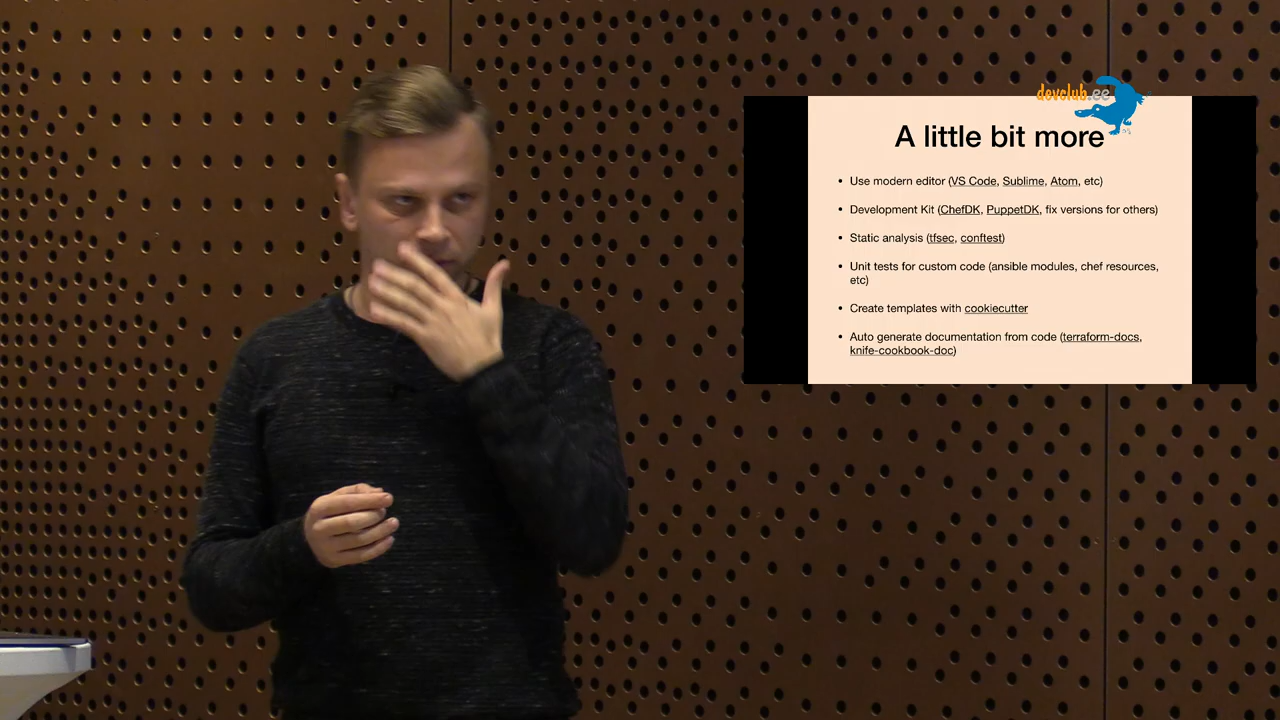 devclub.ee
A little bit more
• Use modern editor (VS Code, Sublime, Atom, etc)
• Development Kit (ChefDK, PuppetDK, fix versions for others)
• Static analysis (tfsec, conftest)
• Unit tests for custom code (ansible modules, chef resources,
etc)
• Create templates with cookiecutter
• Auto generate documentation from code (terraform-docs,
knife-cookbook-doc)